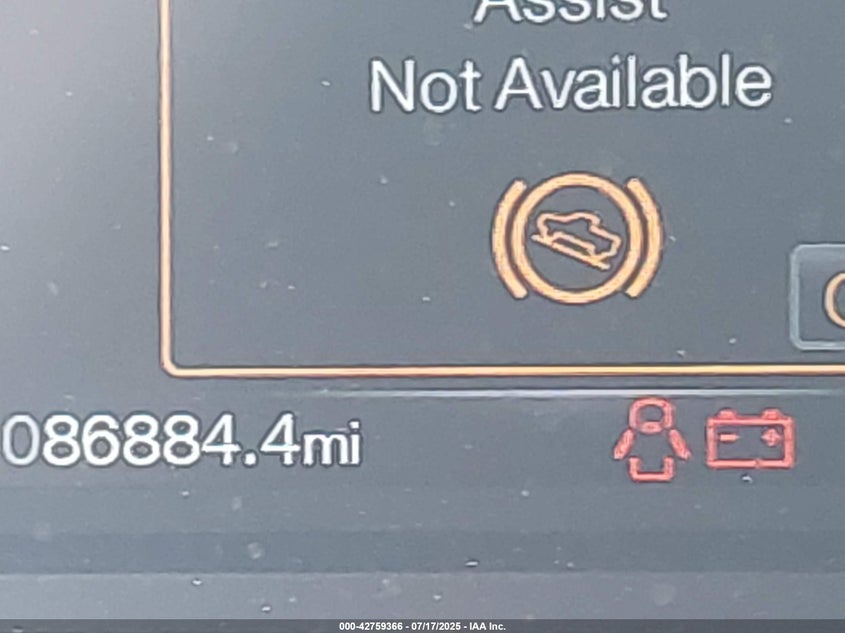 Assist
Not Available
086884.4mi
000-42759366 - 07/17/2025 - IAA Inc.